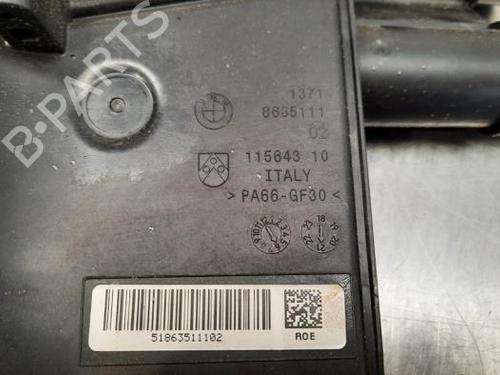 B-PARTS
1371
8635111
02
115643 10
ITALY
>PA66-GF30<
51863511102
ROE